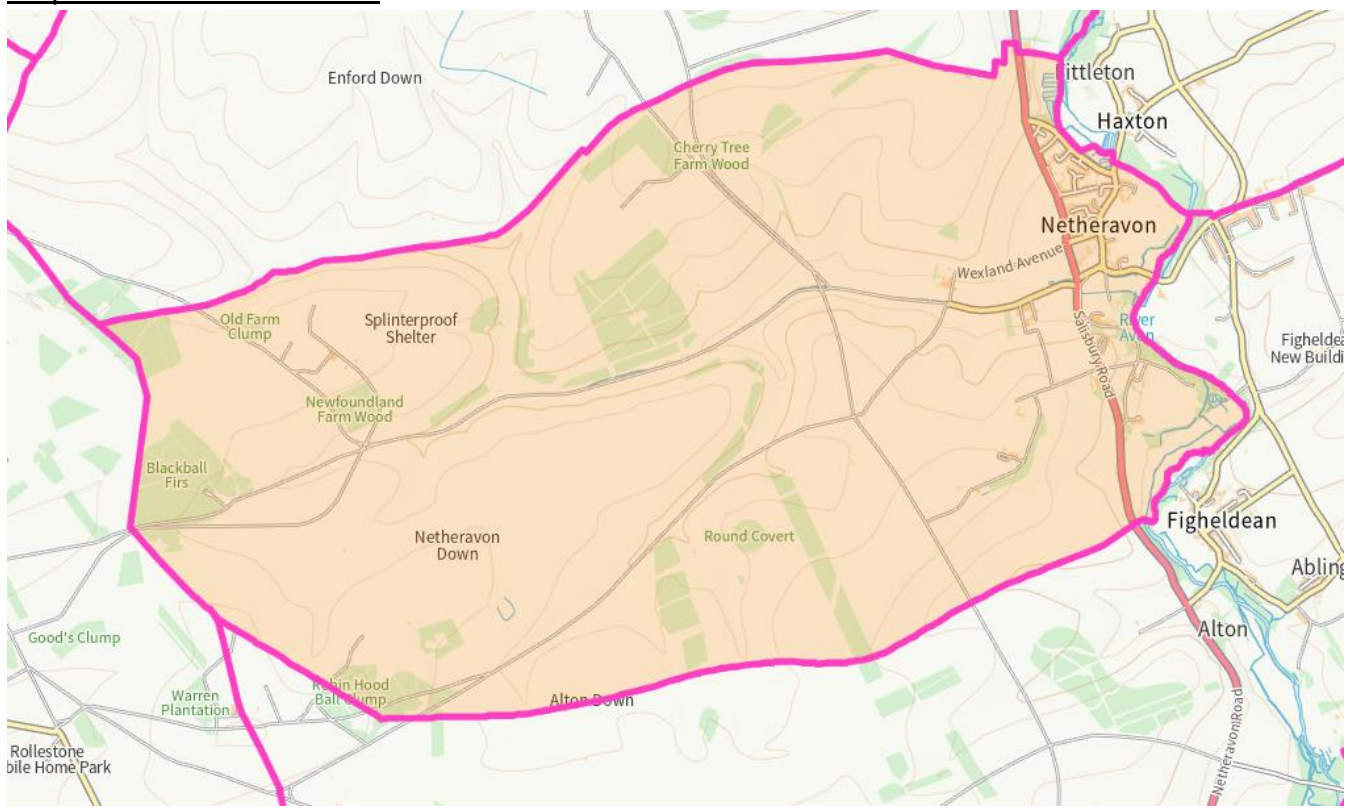 Enford Down
Fittleton
Haxton
Cherry Tree
Farm Wood
Netheravon
Wexland Avenue
Old Farm
Clump
Splinterproof
Shelter
River
Avon
Salisbury Road
Figheldea
New Buildi
Newfoundland
Farm Wood
Blackball
Firs
Netheravon
Down
Round Covert
Figheldean
Abling
Good's Clump
Alton
Robin Hood
Ball Clump
Warren
Plantation
Alton Down
Netheravon Road
Rollestone
bile Home Park